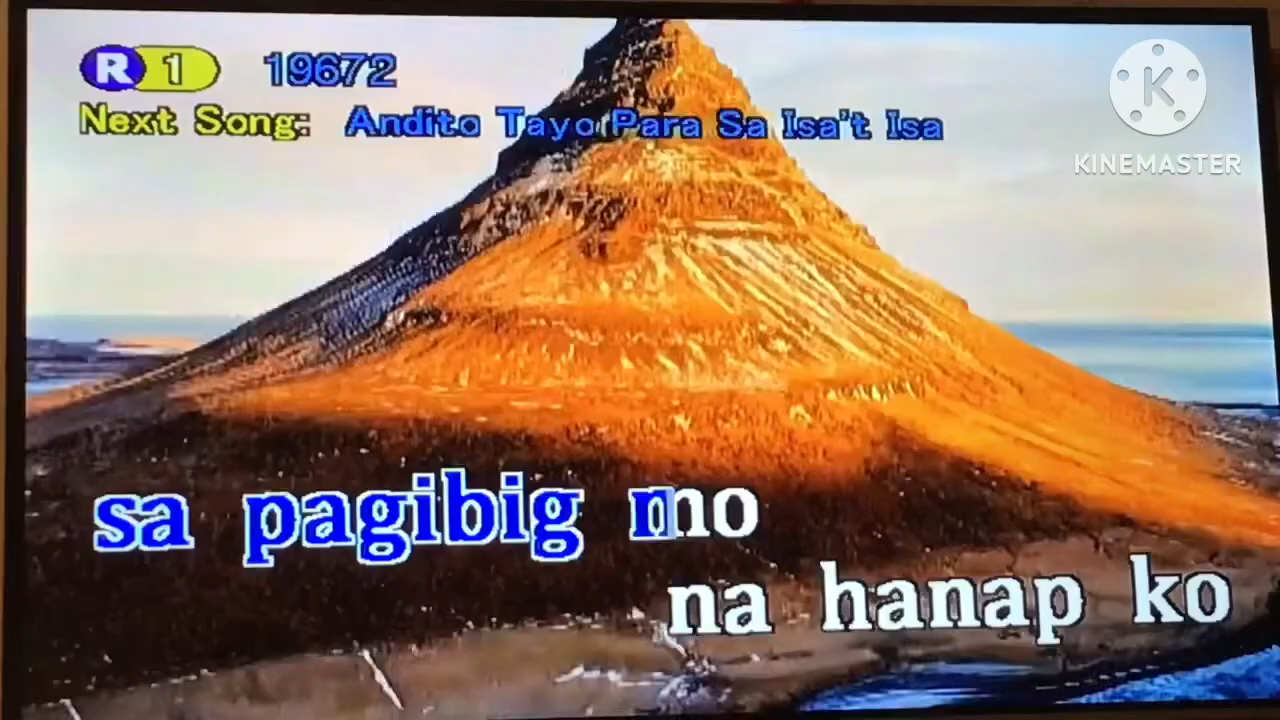 R 1 19672
Next Song: Andito Tayo Para Sa Isa't Isa
K
KINEMASTER
sa pagibig mo
na hanap ko